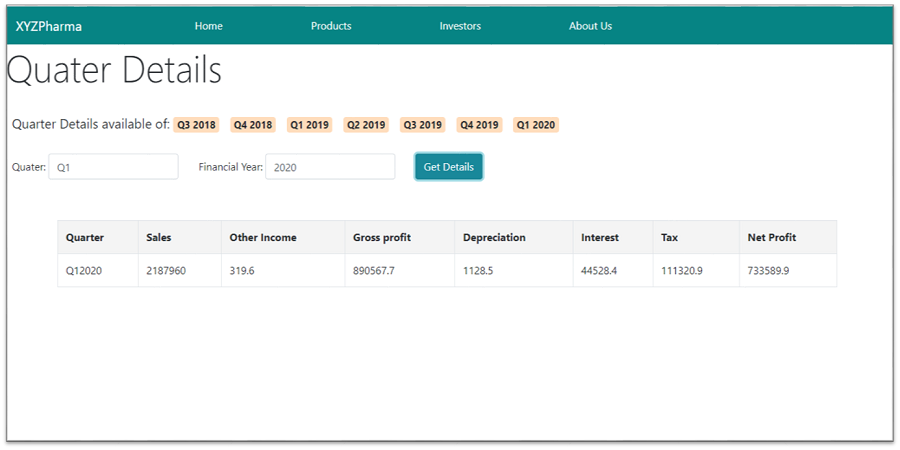 XYZPharma Home Products Investors About Us
Quater Details
Quarter Details available of: Q3 2018 Q4 2018 Q1 2019 Q2 2019 Q3 2019 Q4 2019 Q1 2020
Quater: Q1 Financial Year: 2020 Get Details
Quarter Sales Other Income Gross profit Depreciation Interest Tax Net Profit
Q12020 2187960 319.6 890567.7 1128.5 44528.4 111320.9 733589.9